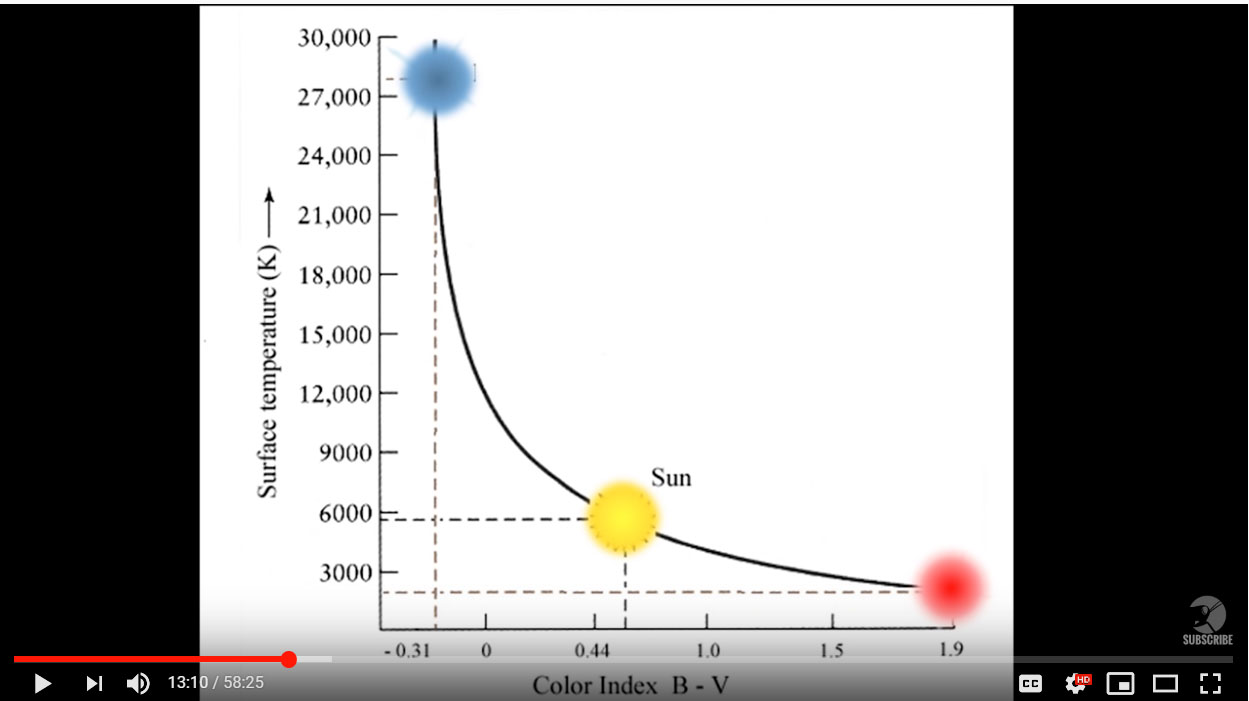 30,000
27,000
24,000
21,000
18,000
15,000
12,000
9000
6000
3000
Surface temperature (K)
Sun
- 0.31 0 0.44 1.0 1.5 1.9
Color Index B - V
SUBSCRIBE
13:10 / 58:25
CC
HD